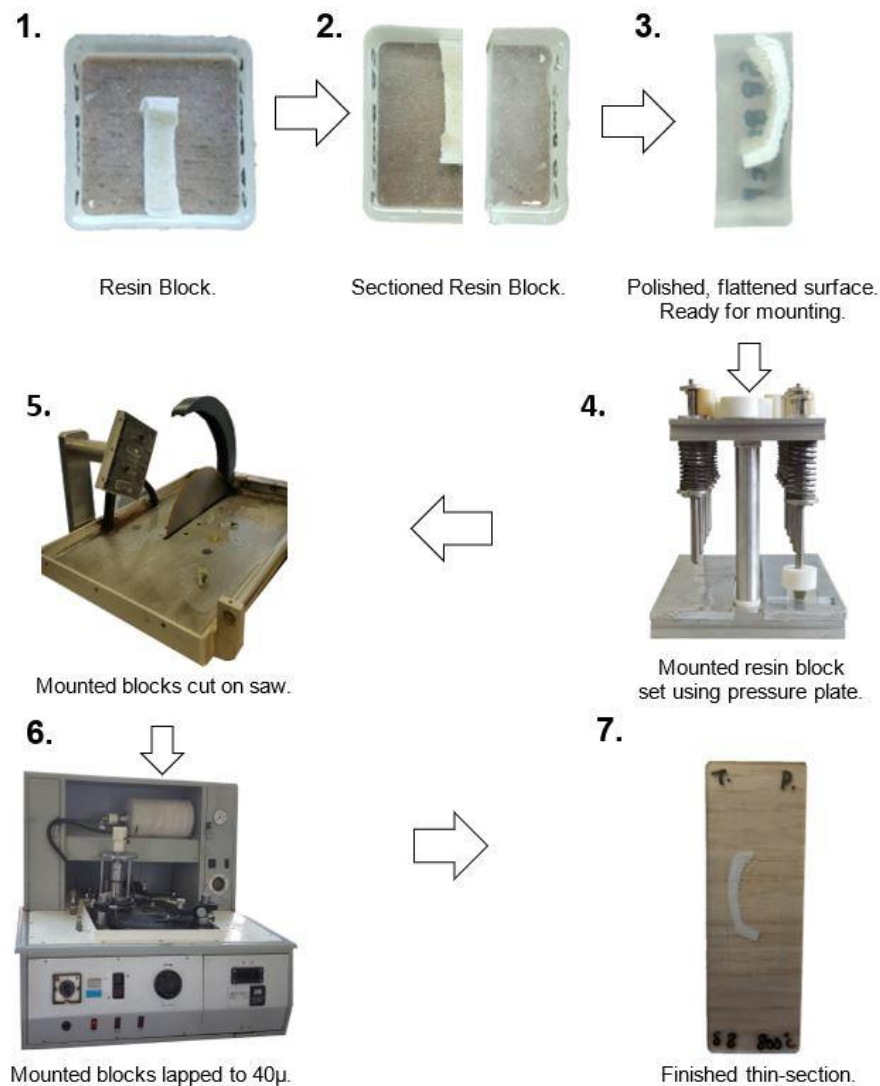 1.
2.
3.
Resin Block.
Sectioned Resin Block.
Polished, flattened surface.
Ready for mounting.
5.
4.
Mounted blocks cut on saw.
Mounted resin block
set using pressure plate.
6.
7.
T. P.
58 800°C
Mounted blocks lapped to 40µ.
Finished thin-section.